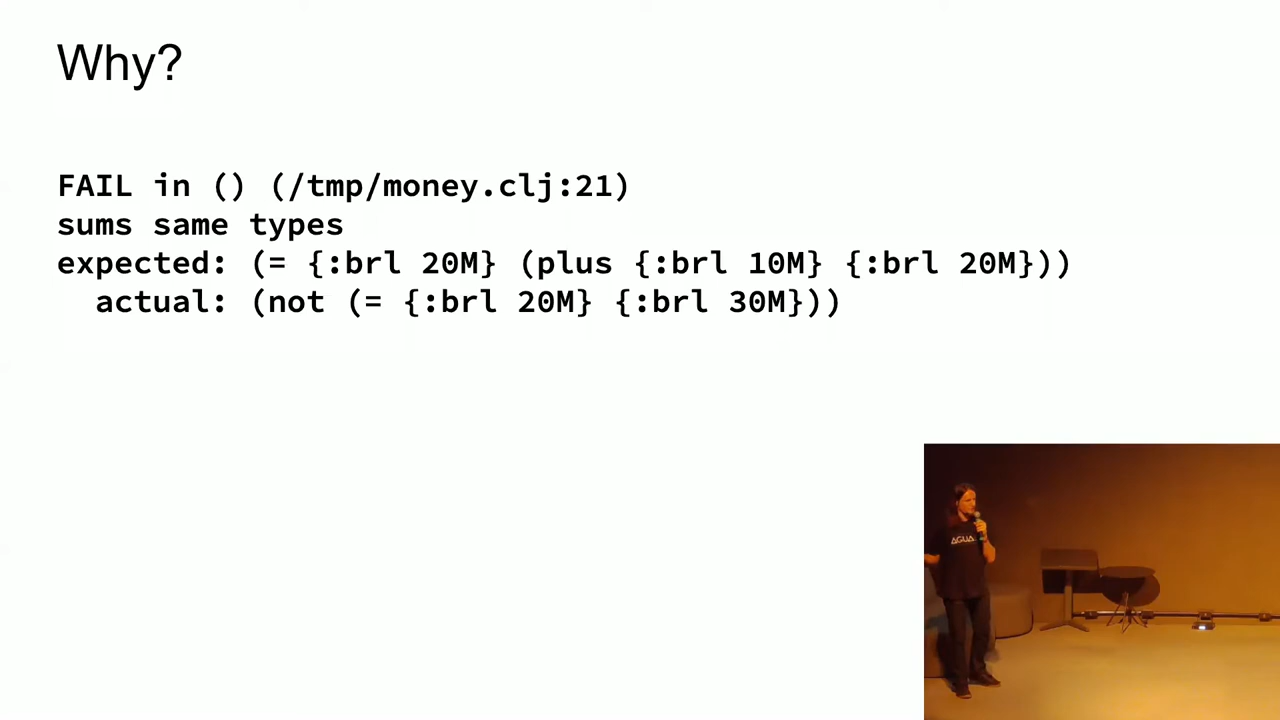 Why?
FAIL in () (/tmp/money.clj:21)
sums same types
expected: (= {:brl 20M} (plus {:brl 10M} {:brl 20M}))
actual: (not (= {:brl 20M} {:brl 30M}))
AGUA